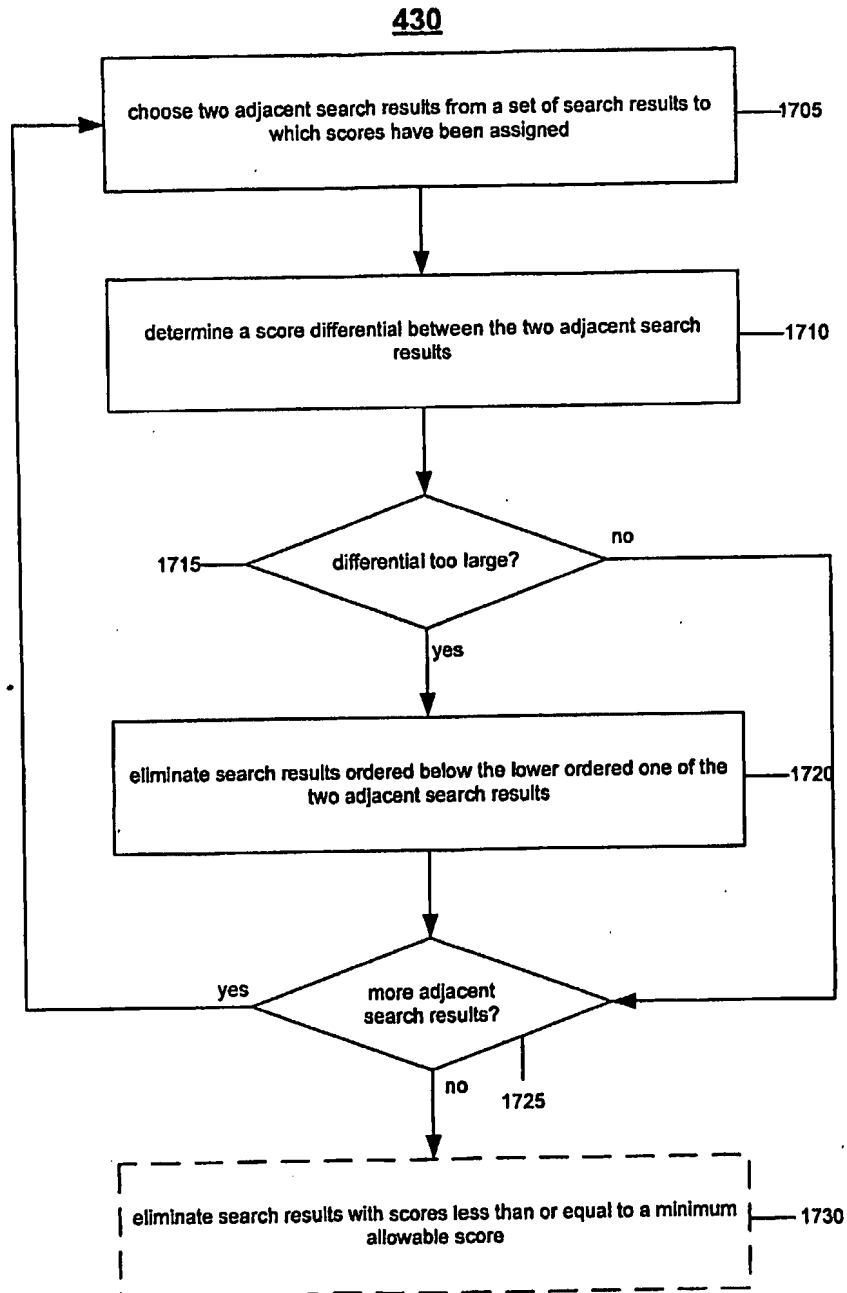 430
choose two adjacent search results from a set of search results to
which scores have been assigned
1705
determine a score differential between the two adjacent search
results
1710
1715
differential too large?
no
yes
eliminate search results ordered below the lower ordered one of the
two adjacent search results
1720
yes
more adjacent
search results?
no
1725
eliminate search results with scores less than or equal to a minimum
allowable score
1730